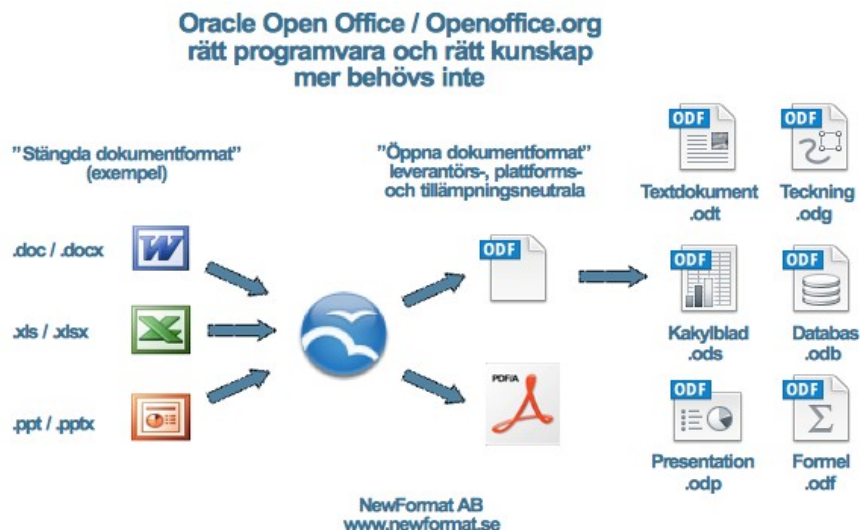 Oracle Open Office / Openoffice.org
rätt programvara och rätt kunskap
mer behövs inte
"Stängda dokumentformat"
(exempel)
.doc / .docx
W
.xls / .xlsx
X
.ppt / .pptx
"Öppna dokumentformat"
leverantörs-, plattforms-
och tillämpningsneutrala
ODF
PDF/A
ODF
Textdokument
.odt
ODF
Teckning
.odg
ODF
Kakylblad
.ods
ODF
Databas
.odb
ODF
Presentation
.odp
ODF
Σ
Formel
.odf
NewFormat AB
www.newformat.se